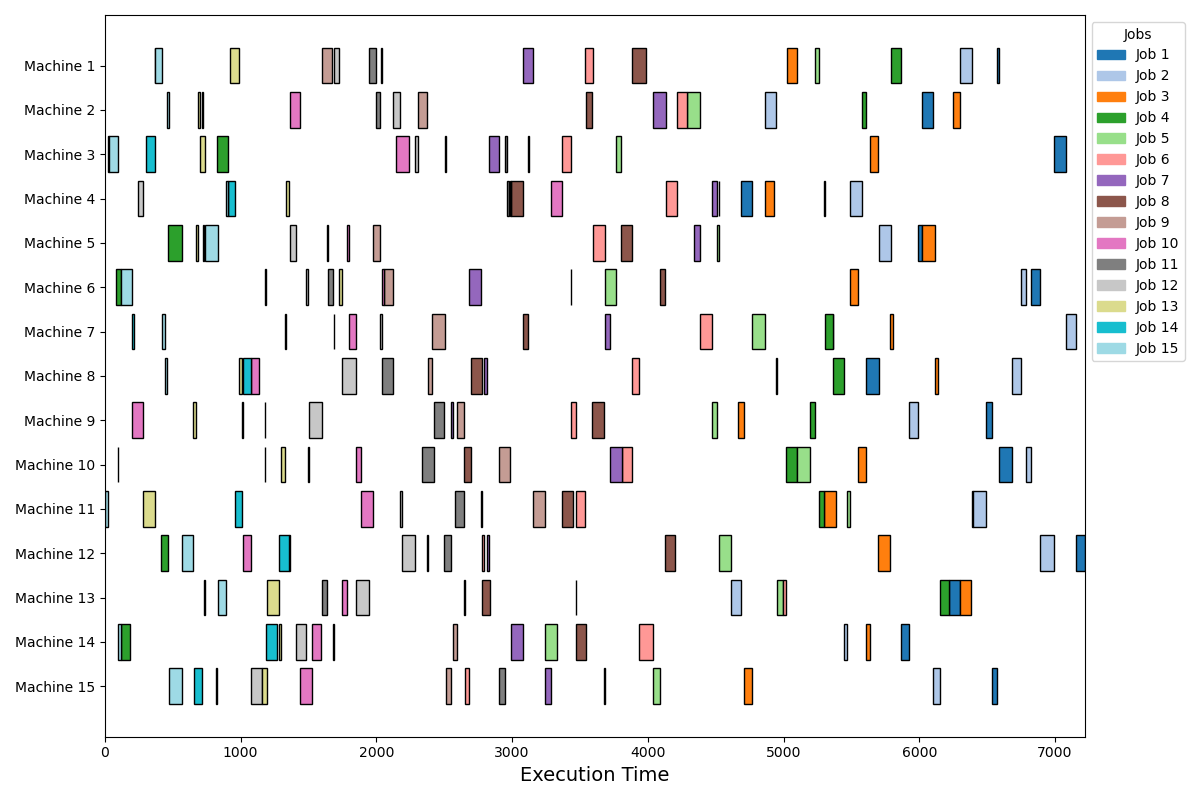 Machine 1
Machine 2
Machine 3
Machine 4
Machine 5
Machine 6
Machine 7
Machine 8
Machine 9
Machine 10
Machine 11
Machine 12
Machine 13
Machine 14
Machine 15
0 1000 2000 3000 4000 5000 6000 7000
Execution Time
Jobs
Job 1
Job 2
Job 3
Job 4
Job 5
Job 6
Job 7
Job 8
Job 9
Job 10
Job 11
Job 12
Job 13
Job 14
Job 15